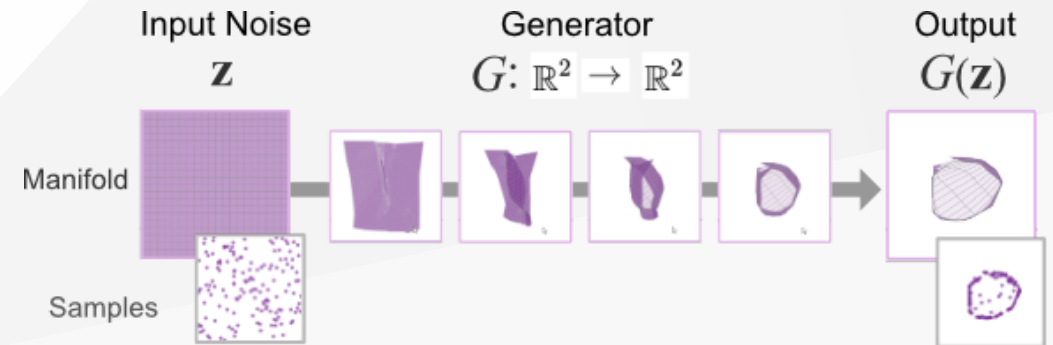 Input Noise
z
Generator
G: ℝ² → ℝ²
Output
G(z)
Manifold
Samples